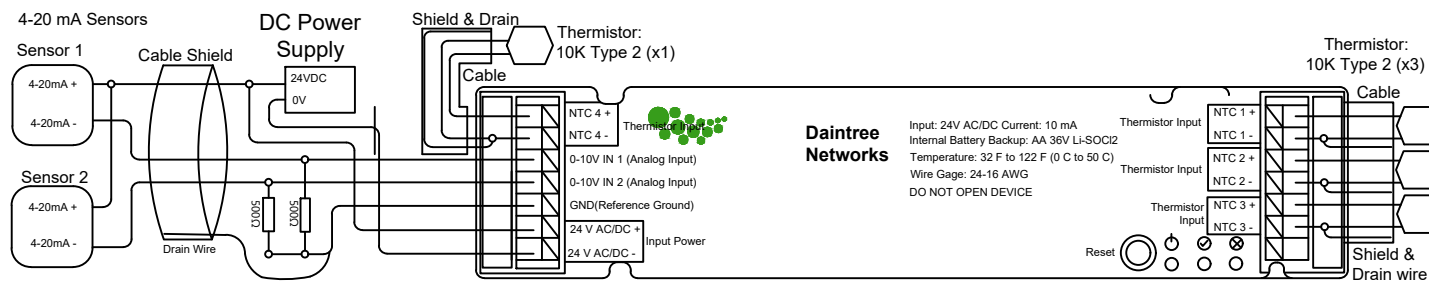 4-20 mA Sensors
Sensor 1
4-20mA +
4-20mA -
Sensor 2
4-20mA +
4-20mA -
Cable Shield
Drain Wire
DC Power
Supply
24VDC
0V
500Ω
500Ω
Shield & Drain
Cable
Thermistor:
10K Type 2 (x1)
NTC 4 +
NTC 4 -
Thermistor Input
0-10V IN 1 (Analog Input)
0-10V IN 2 (Analog Input)
GND(Reference Ground)
24 V AC/DC +
24 V AC/DC -
Input Power
Daintree
Networks
Input: 24V AC/DC Current: 10 mA
Internal Battery Backup: AA 36V Li-SOCI2
Temperature: 32 F to 122 F (0 C to 50 C)
Wire Gage: 24-16 AWG
DO NOT OPEN DEVICE
Reset
Thermistor Input
NTC 1 +
NTC 1 -
Thermistor Input
NTC 2 +
NTC 2 -
Thermistor
Input
NTC 3 +
NTC 3 -
Thermistor:
10K Type 2 (x3)
Cable
Shield &
Drain wire